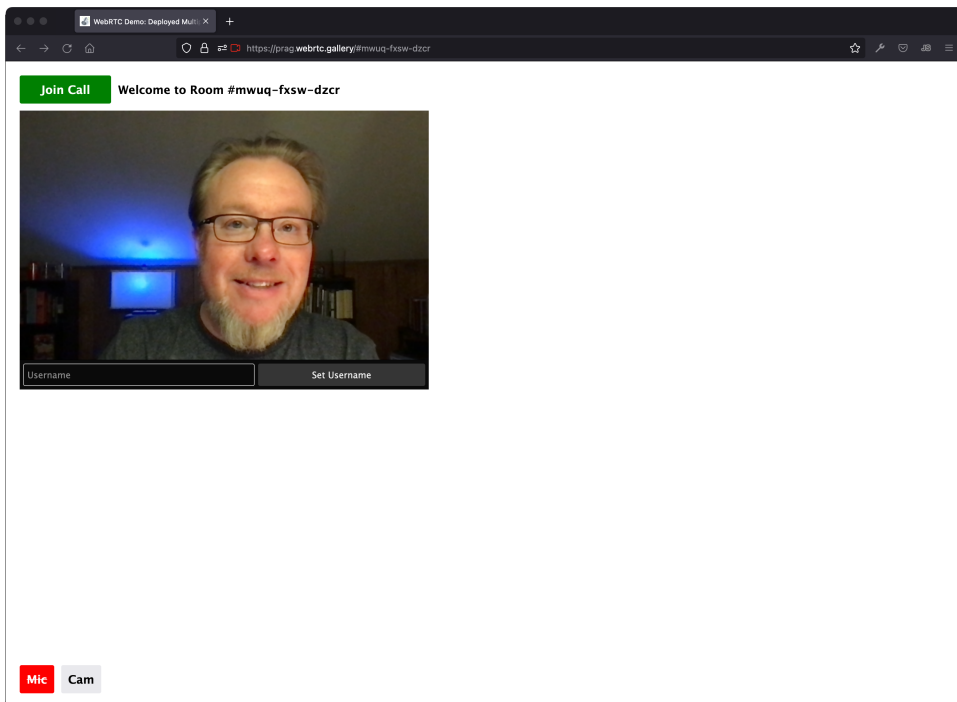 WebRTC Demo: Deployed Multi
https://prag.webrtc.gallery/#mwuq-fxsw-dzcr
Join Call Welcome to Room #mwuq-fxsw-dzcr
Username Set Username
Mic Cam